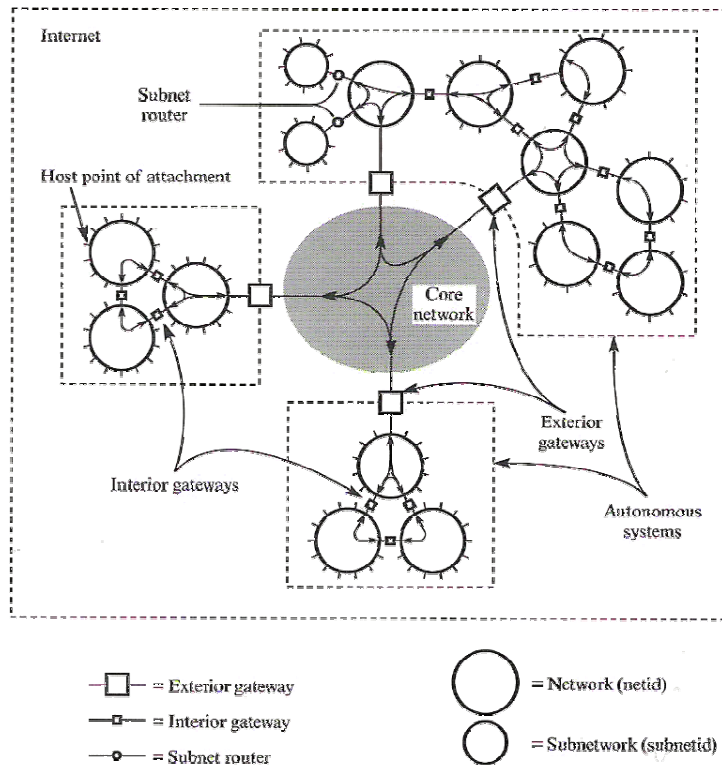 Internet
Subnet
router
Host point of attachment
Core
network
Exterior
gateways
Interior gateways
Autonomous
systems
= Exterior gateway
= Interior gateway
= Subnet router
= Network (netid)
= Subnetwork (subnetid)